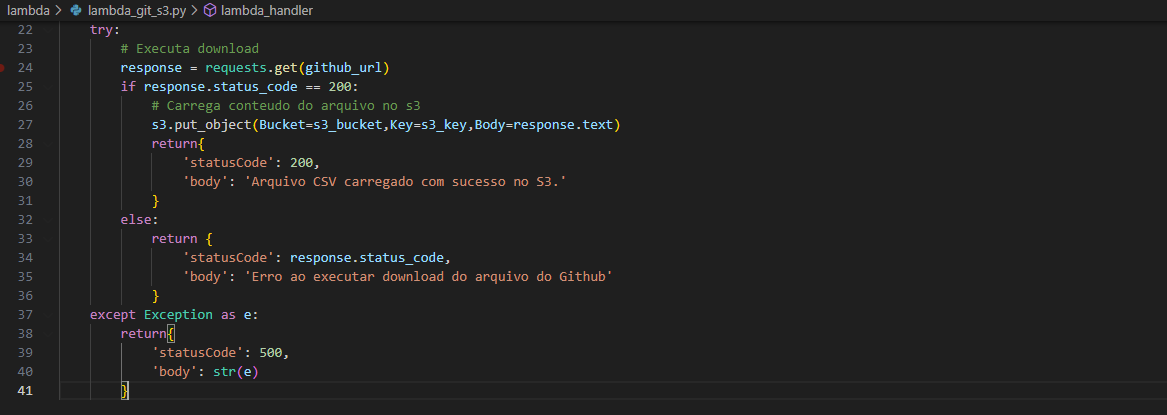 lambda > lambda_git_s3.py > lambda_handler
22 try:
23 # Executa download
24 response = requests.get(github_url)
25 if response.status_code == 200:
26 # Carrega conteudo do arquivo no s3
27 s3.put_object(Bucket=s3_bucket,Key=s3_key,Body=response.text)
28 return{
29 'statusCode': 200,
30 'body': 'Arquivo CSV carregado com sucesso no S3.'
31 }
32 else:
33 return {
34 'statusCode': response.status_code,
35 'body': 'Erro ao executar download do arquivo do Github'
36 }
37 except Exception as e:
38 return{
39 'statusCode': 500,
40 'body': str(e)
41 }